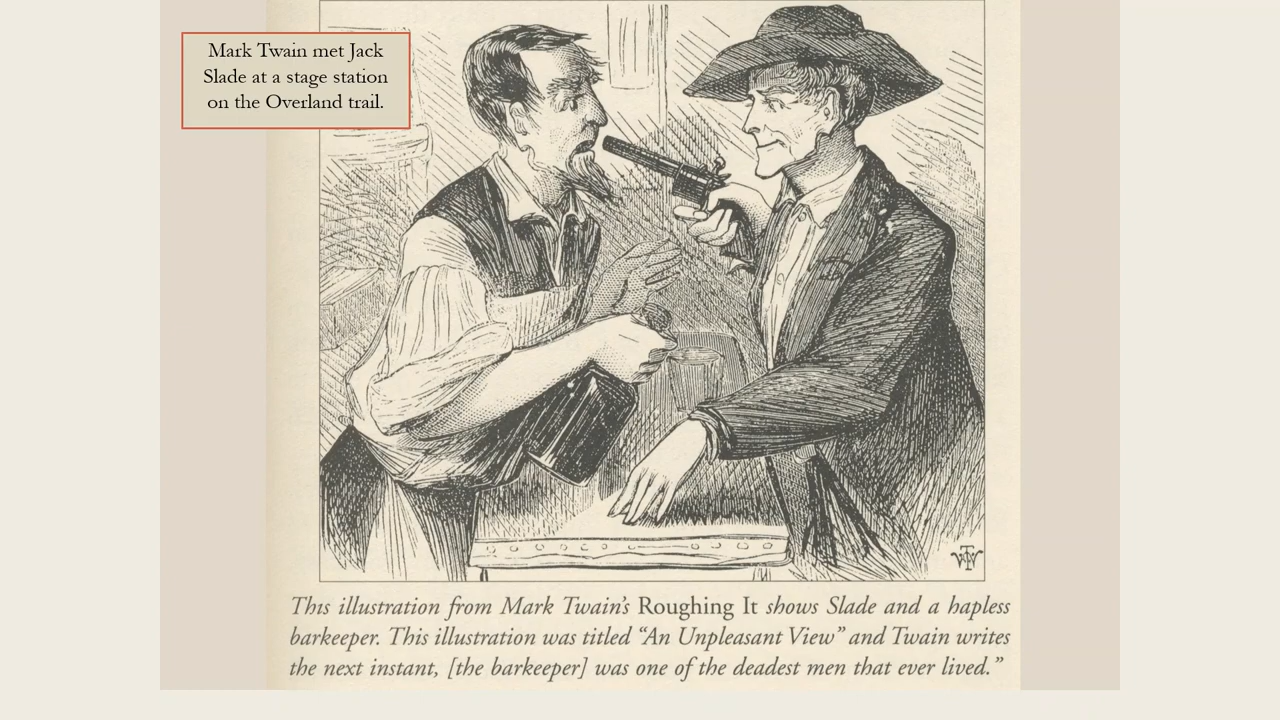 Mark Twain met Jack
Slade at a stage station
on the Overland trail.
This illustration from Mark Twain’s Roughing It shows Slade and a hapless
barkeeper. This illustration was titled “An Unpleasant View” and Twain writes
the next instant, [the barkeeper] was one of the deadest men that ever lived.”